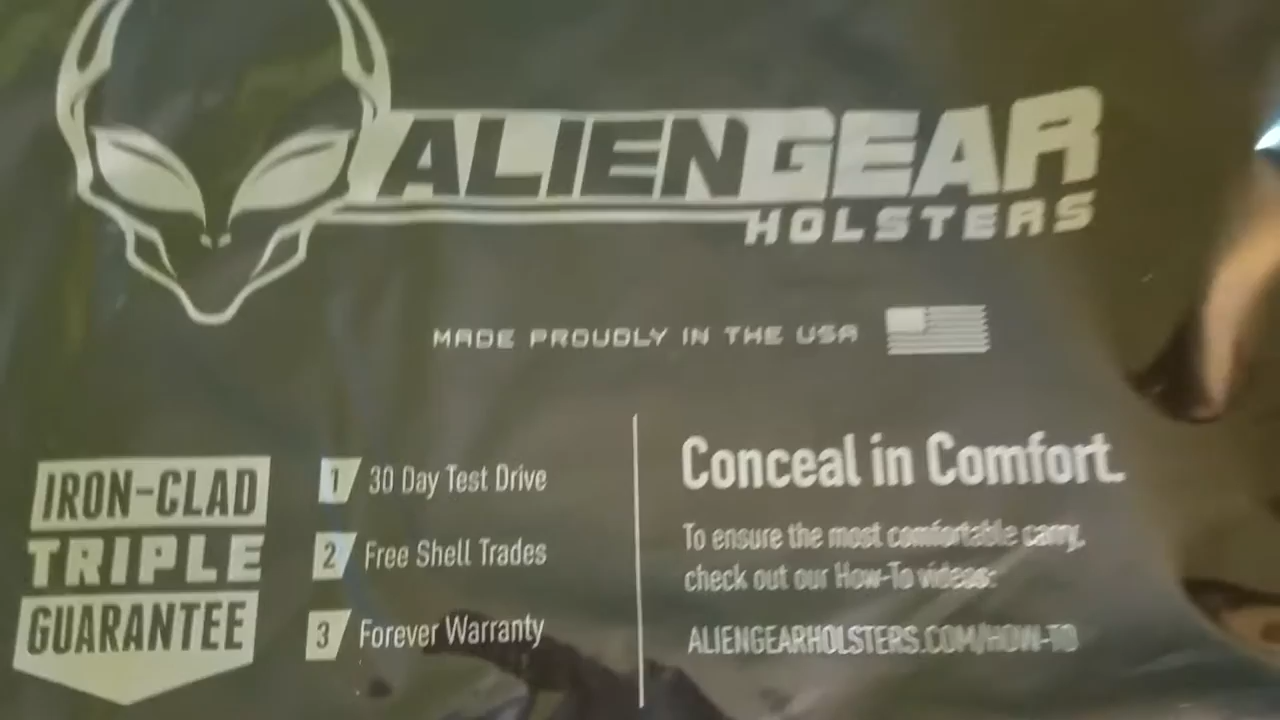 ALIENGEAR
HOLSTERS
MADE PROUDLY IN THE USA
IRON-CLAD
TRIPLE
GUARANTEE
1 30 Day Test Drive
2 Free Shell Trades
3 Forever Warranty
Conceal in Comfort.
To ensure the most comfortable carry,
check out our How-To videos:
ALIENGEARHOLSTERS.COM/HOW-TO